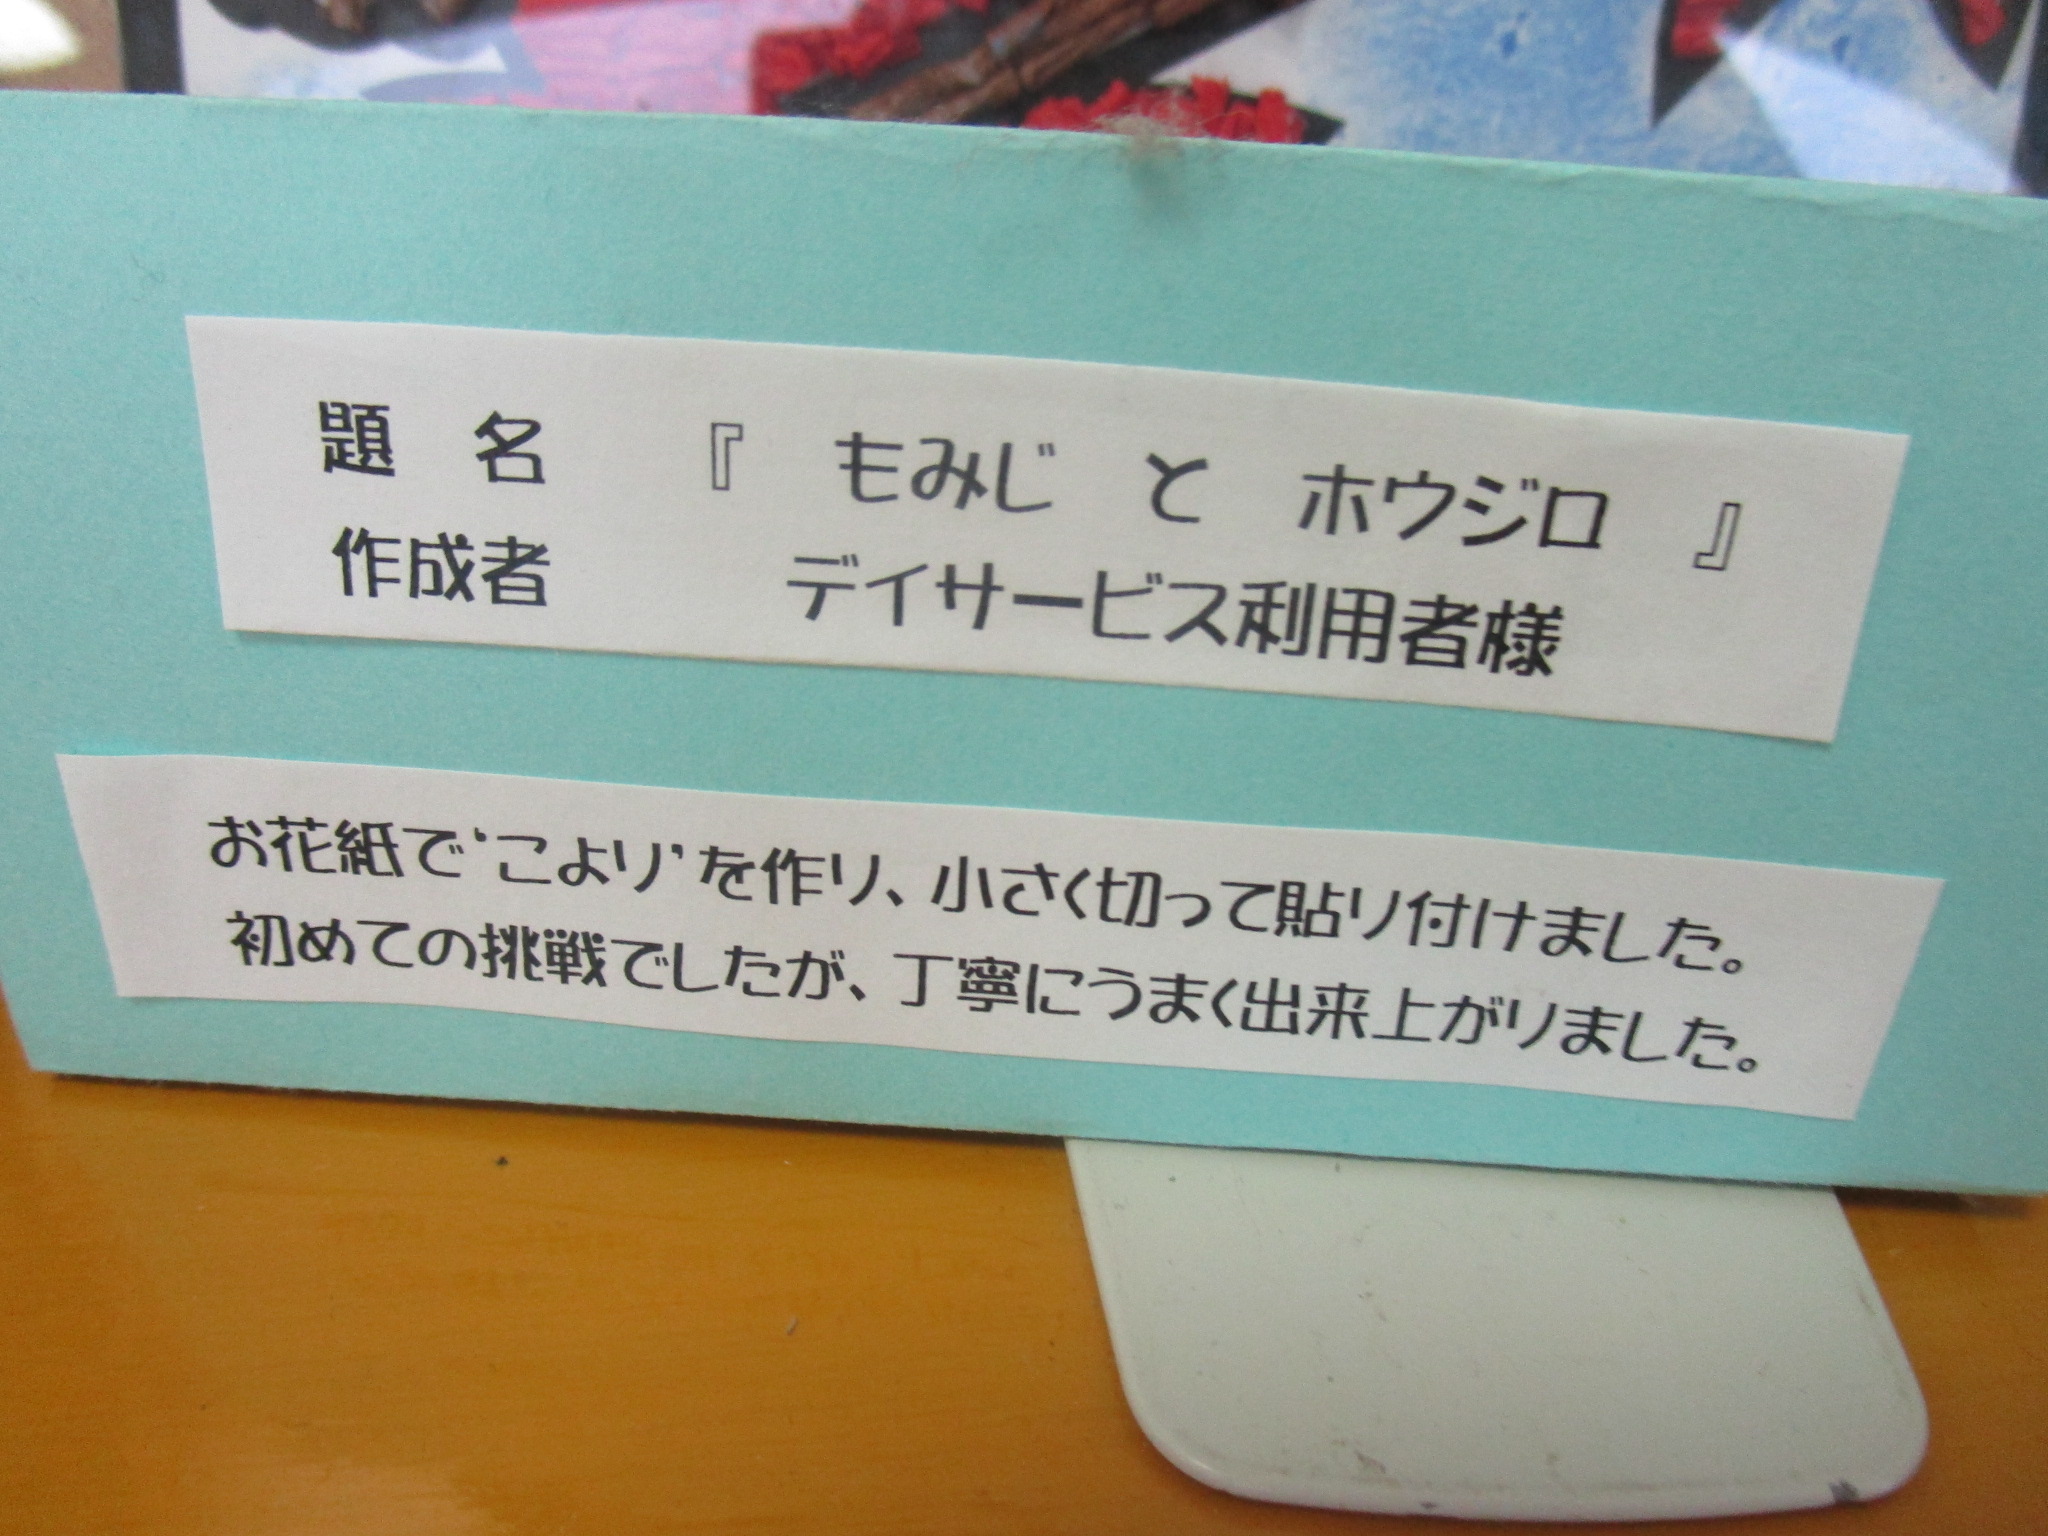 題　名　　『　もみじ　と　ホウジロ　』
作成者　　　デイサービス利用者様
お花紙で‘こより’を作り、小さく切って貼り付けました。
初めての挑戦でしたが、丁寧にうまく出来上がりました。